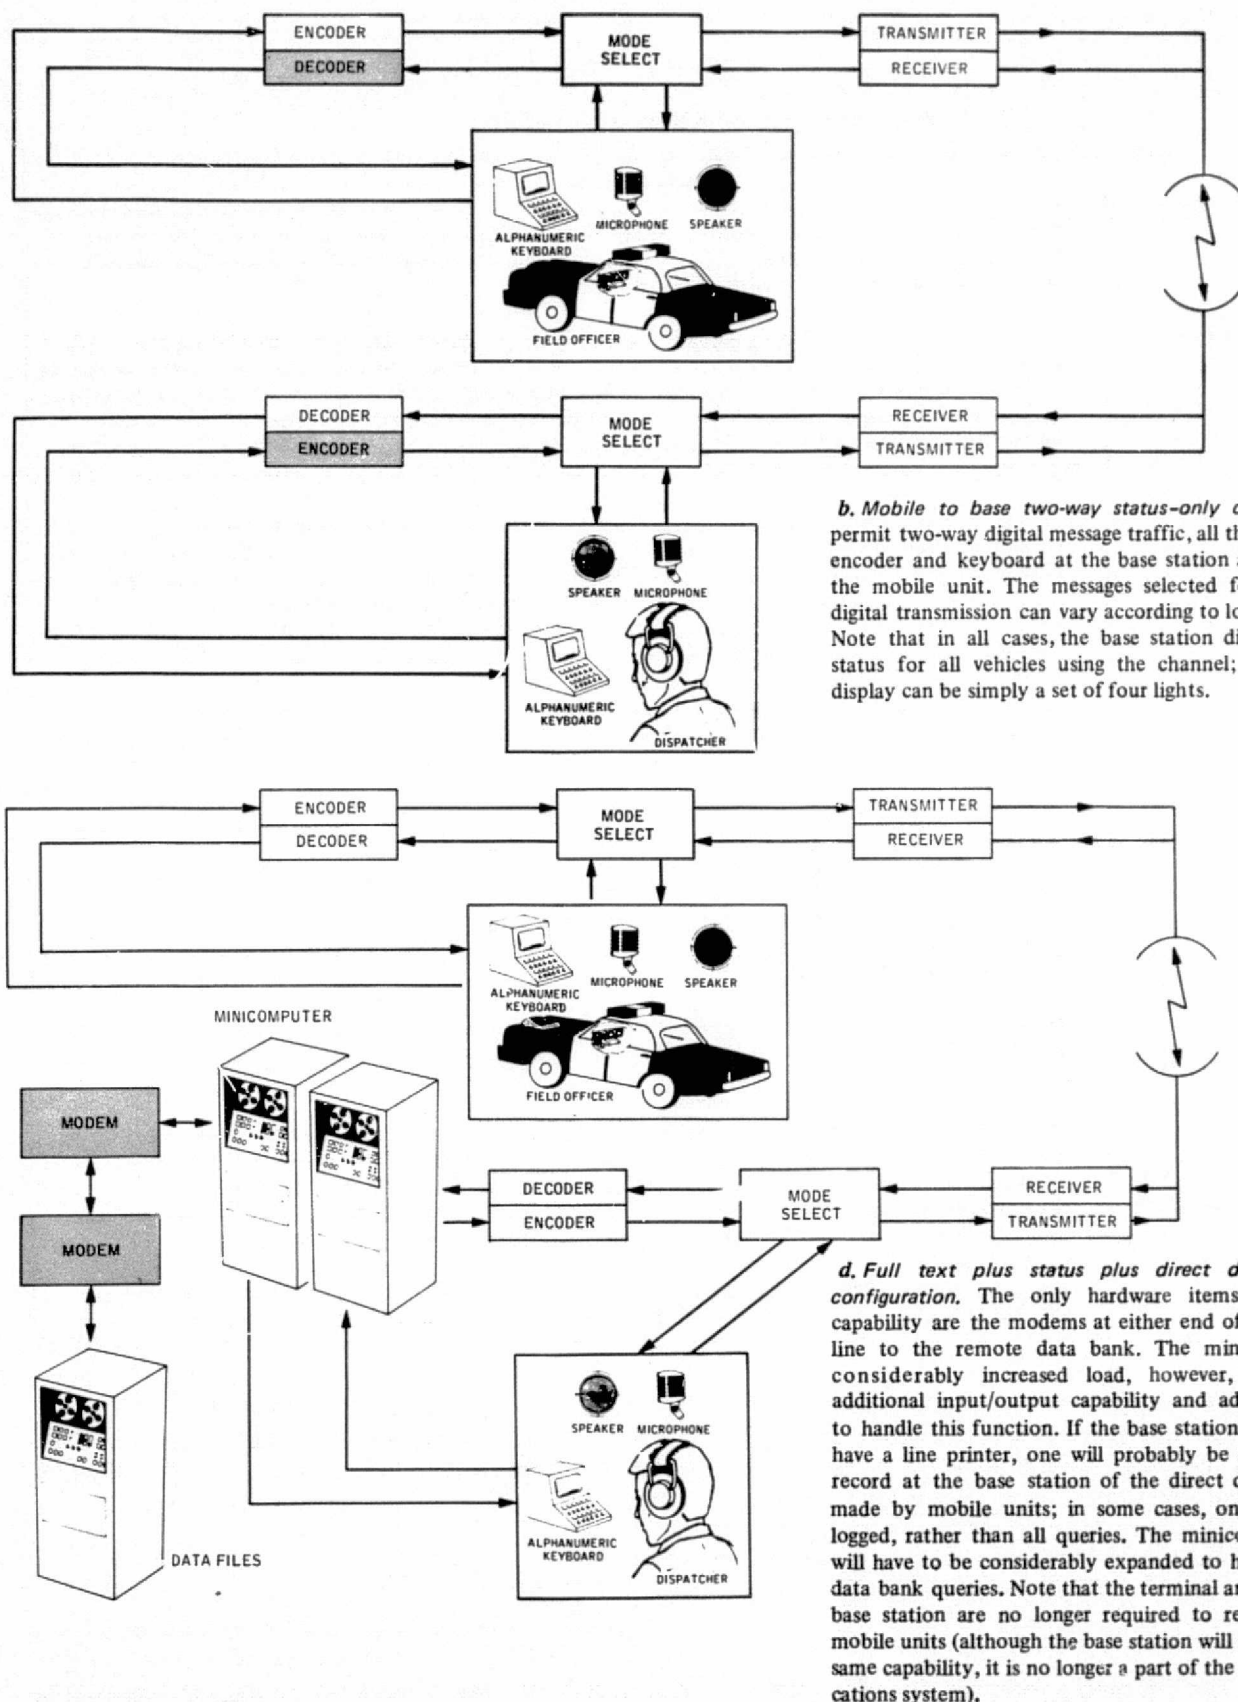 ENCODER
DECODER
MODE
SELECT
TRANSMITTER
RECEIVER
ALPHANUMERIC
KEYBOARD
MICROPHONE
SPEAKER
FIELD OFFICER
DECODER
ENCODER
MODE
SELECT
RECEIVER
TRANSMITTER
SPEAKER
MICROPHONE
ALPHANUMERIC
KEYBOARD
DISPATCHER
b. Mobile to base two-way status-only
permit two-way digital message traffic, all
encoder and keyboard at the base station
the mobile unit. The messages selected
digital transmission can vary according to
Note that in all cases, the base station
status for all vehicles using the channel;
display can be simply a set of four lights.
ENCODER
DECODER
MODE
SELECT
TRANSMITTER
RECEIVER
ALPHANUMERIC
KEYBOARD
MICROPHONE
SPEAKER
FIELD OFFICER
MINICOMPUTER
MODEM
MODEM
DATA FILES
DECODER
ENCODER
MODE
SELECT
RECEIVER
TRANSMITTER
SPEAKER
MICROPHONE
ALPHANUMERIC
KEYBOARD
DISPATCHER
d. Full text plus status plus direct
configuration. The only hardware items
capability are the modems at either end of
line to the remote data bank. The
considerably increased load, however,
additional input/output capability and
to handle this function. If the base station
have a line printer, one will probably be
record at the base station of the direct
made by mobile units; in some cases,
logged, rather than all queries. The
will have to be considerably expanded to
data bank queries. Note that the terminal
base station are no longer required to
mobile units (although the base station will
same capability, it is no longer a part of the
cations system).